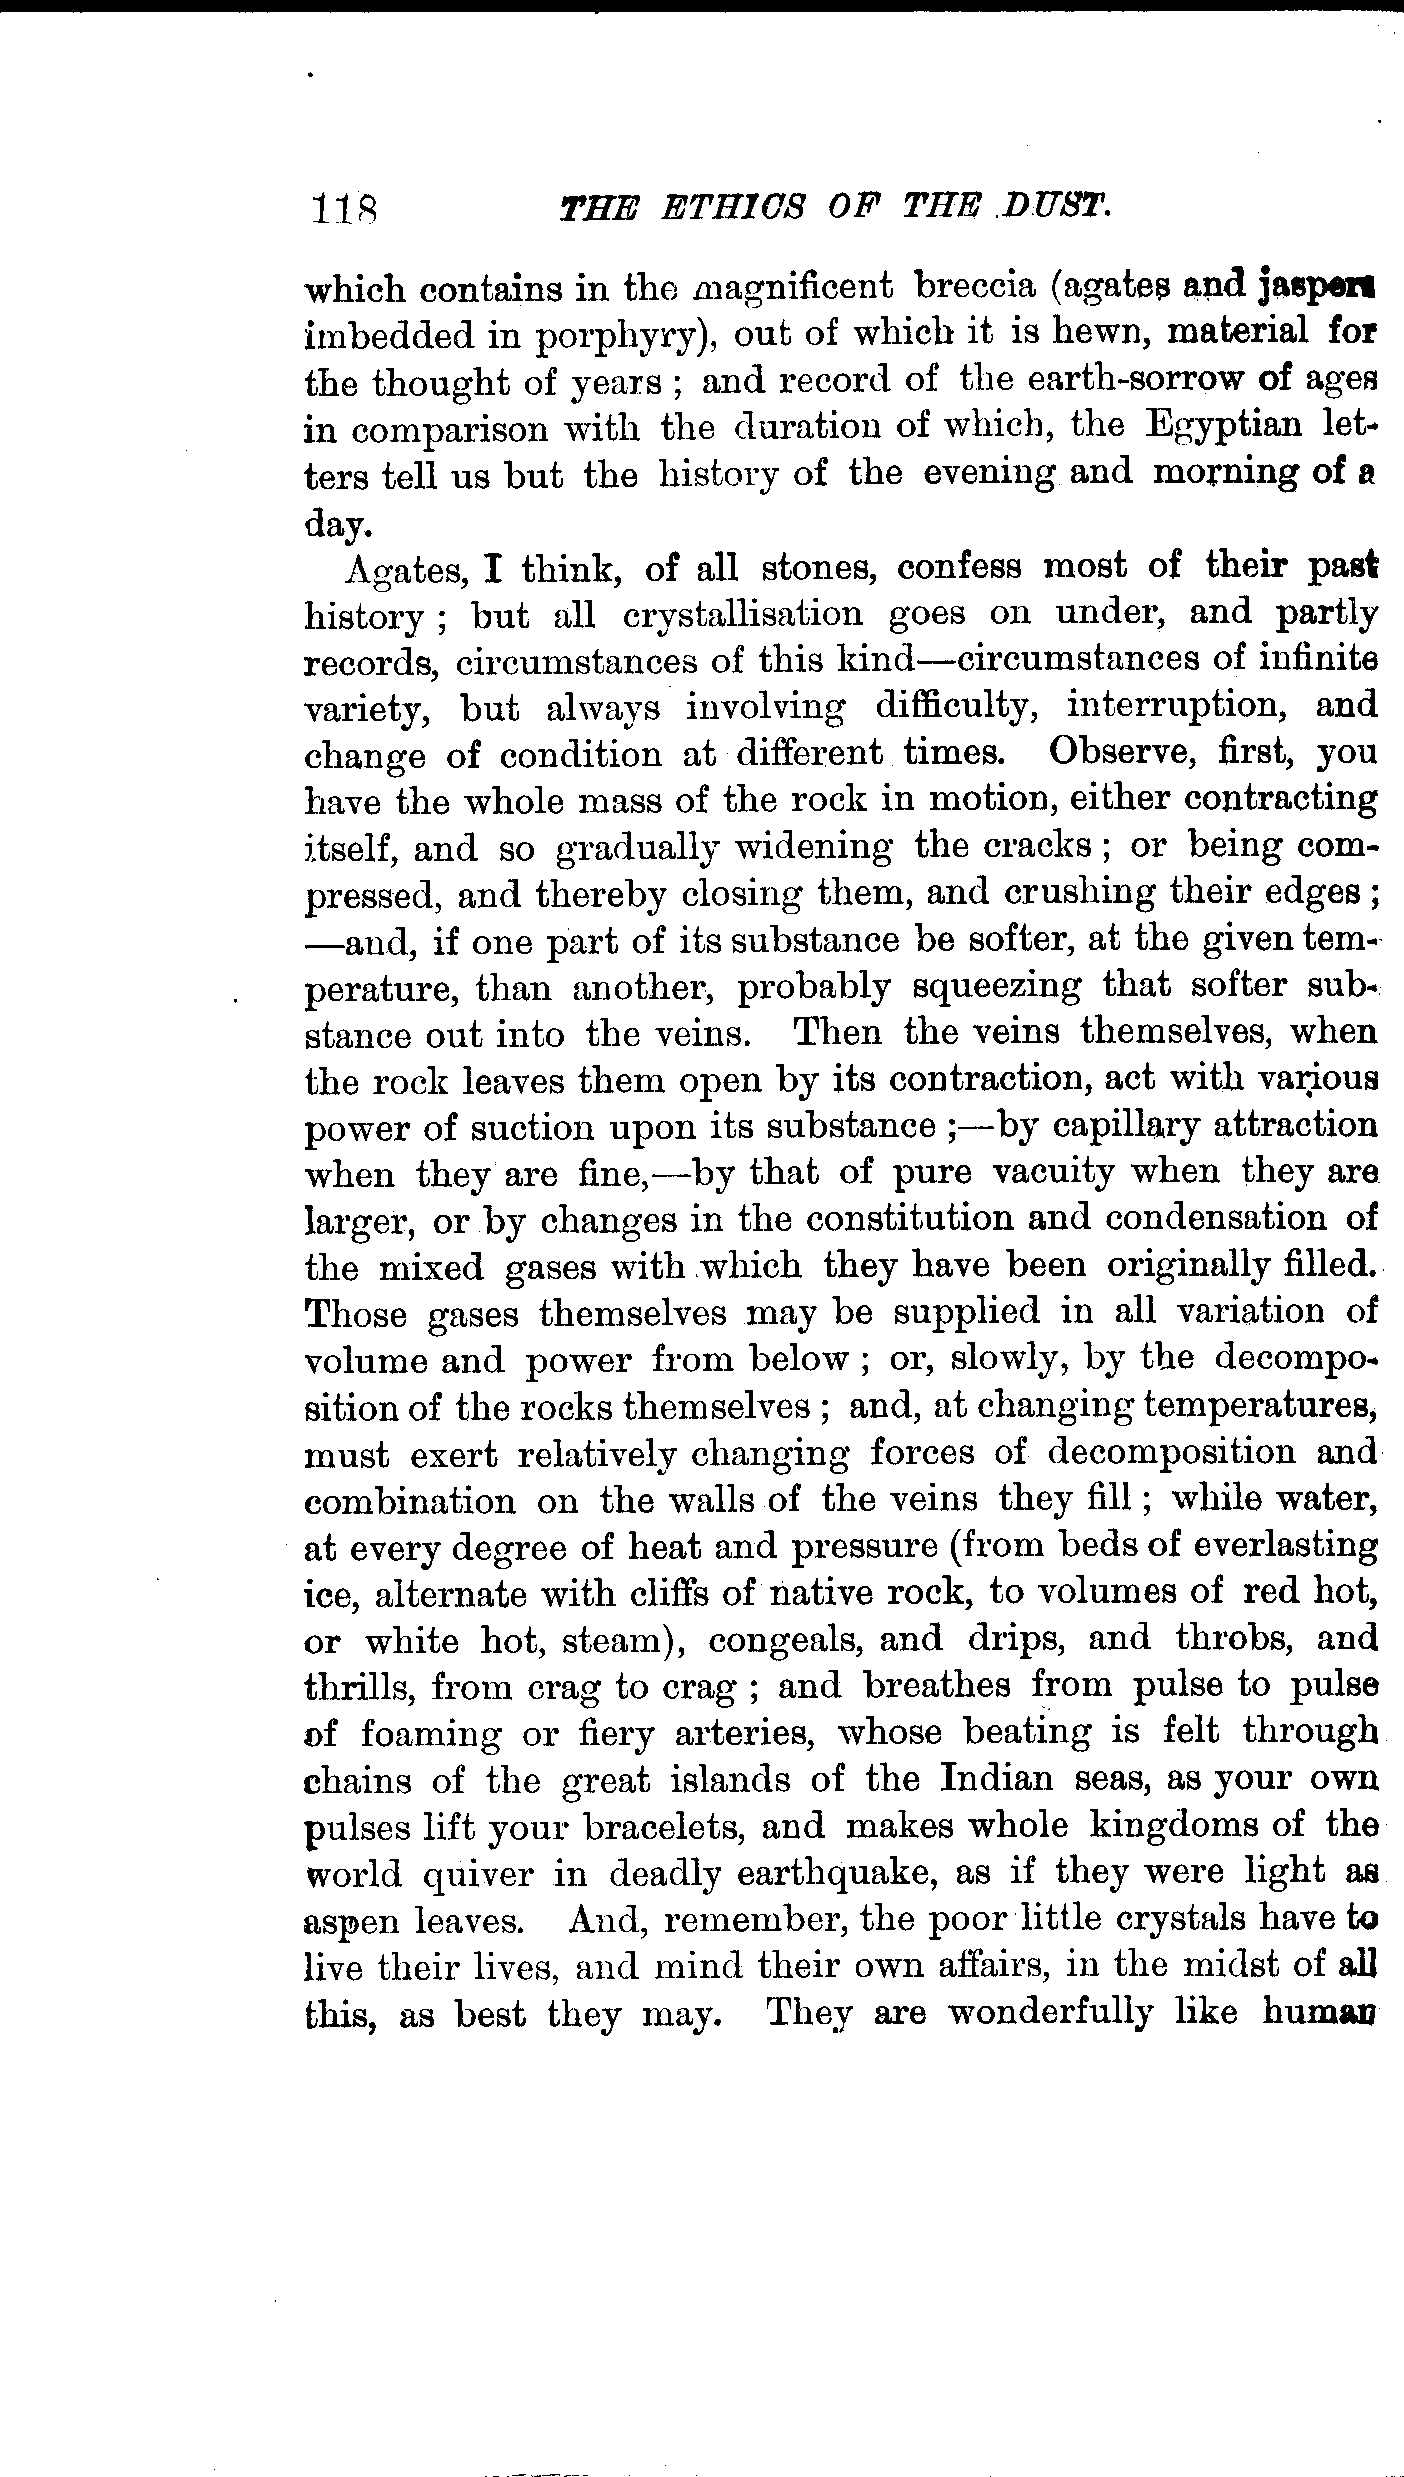 118 THE ETHICS OF THE DUST.
which contains in the magnificent breccia (agates and jaspers
imbedded in porphyry), out of which it is hewn, material for
the thought of years ; and record of the earth-sorrow of ages
in comparison with the duration of which, the Egyptian let-
ters tell us but the history of the evening and morning of a
day.
Agates, I think, of all stones, confess most of their past
history ; but all crystallisation goes on under, and partly
records, circumstances of this kind—circumstances of infinite
variety, but always involving difficulty, interruption, and
change of condition at different times. Observe, first, you
have the whole mass of the rock in motion, either contracting
itself, and so gradually widening the cracks ; or being com-
pressed, and thereby closing them, and crushing their edges ;
—and, if one part of its substance be softer, at the given tem-
perature, than another, probably squeezing that softer sub-
stance out into the veins. Then the veins themselves, when
the rock leaves them open by its contraction, act with various
power of suction upon its substance ;—by capillary attraction
when they are fine,—by that of pure vacuity when they are
larger, or by changes in the constitution and condensation of
the mixed gases with which they have been originally filled.
Those gases themselves may be supplied in all variation of
volume and power from below ; or, slowly, by the decompo-
sition of the rocks themselves ; and, at changing temperatures,
must exert relatively changing forces of decomposition and
combination on the walls of the veins they fill ; while water,
at every degree of heat and pressure (from beds of everlasting
ice, alternate with cliffs of native rock, to volumes of red hot,
or white hot, steam), congeals, and drips, and throbs, and
thrills, from crag to crag ; and breathes from pulse to pulse
of foaming or fiery arteries, whose beating is felt through
chains of the great islands of the Indian seas, as your own
pulses lift your bracelets, and makes whole kingdoms of the
world quiver in deadly earthquake, as if they were light as
aspen leaves. And, remember, the poor little crystals have to
live their lives, and mind their own affairs, in the midst of all
this, as best they may. They are wonderfully like human